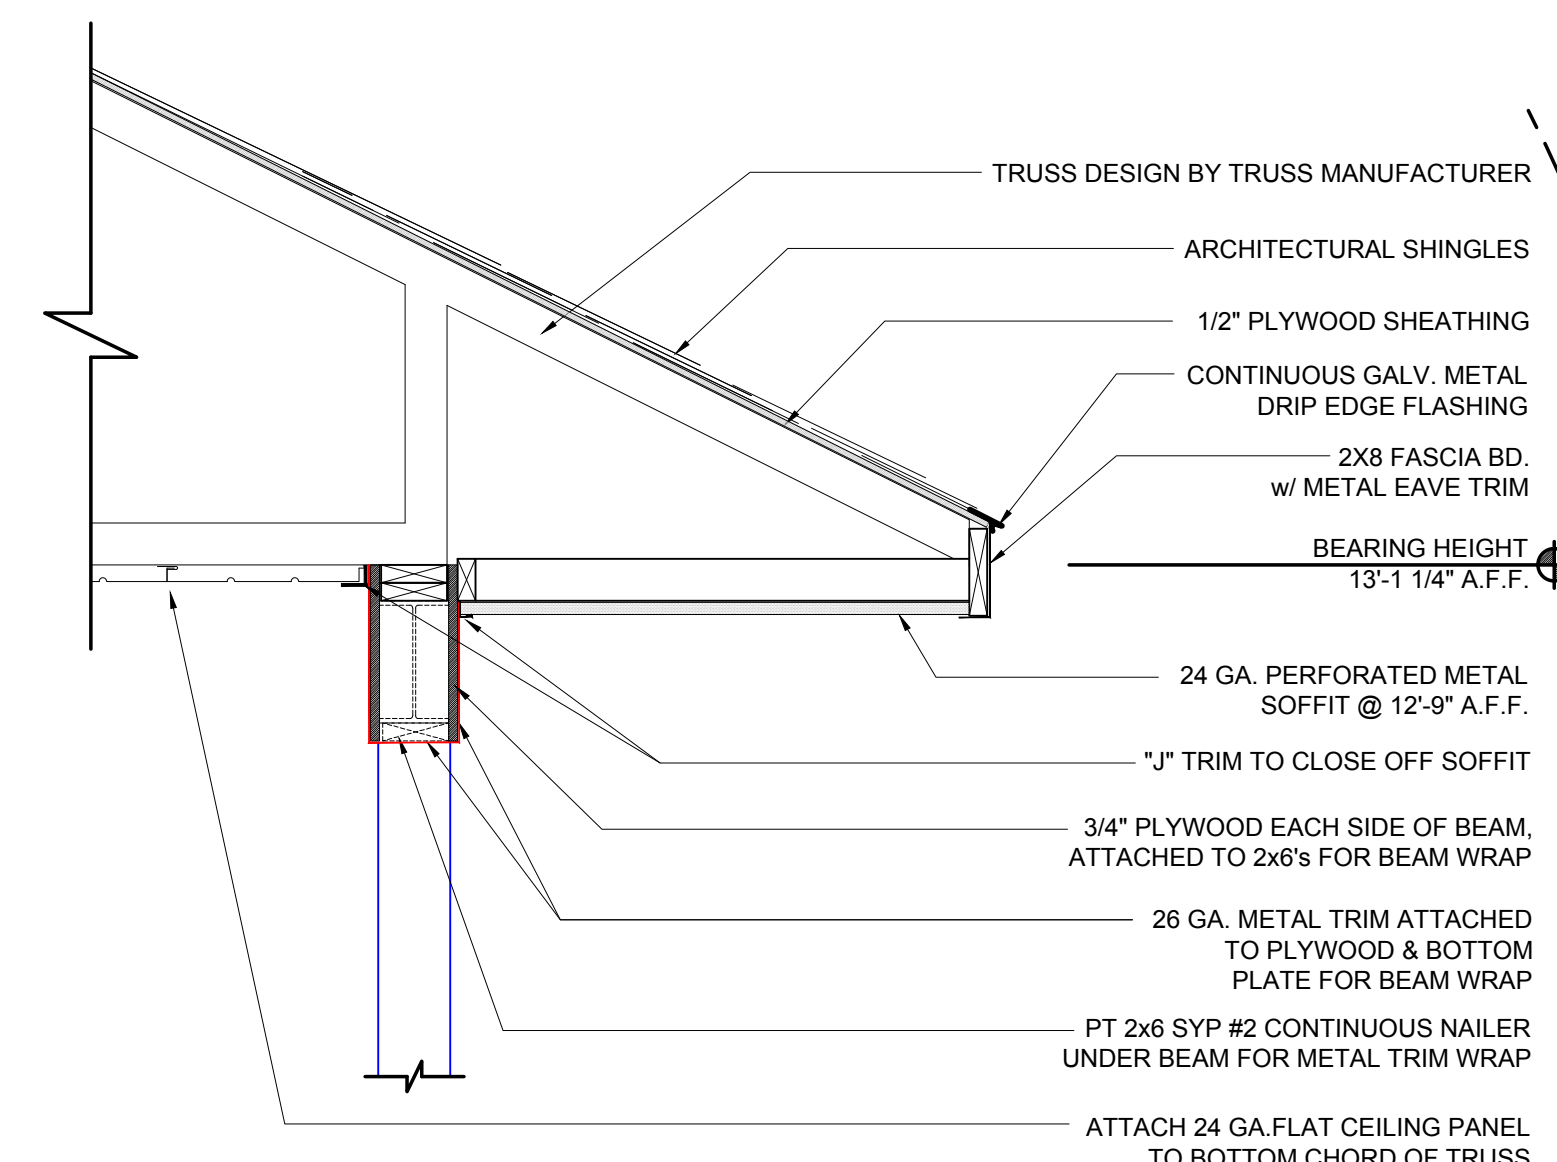 TRUSS DESIGN BY TRUSS MANUFACTURER
ARCHITECTURAL SHINGLES
1/2" PLYWOOD SHEATHING
CONTINUOUS GALV. METAL
DRIP EDGE FLASHING
2X8 FASCIA BD.
w/ METAL EAVE TRIM
BEARING HEIGHT
13'-1 1/4" A.F.F.
24 GA. PERFORATED METAL
SOFFIT @ 12'-9" A.F.F.
"J" TRIM TO CLOSE OFF SOFFIT
3/4" PLYWOOD EACH SIDE OF BEAM,
ATTACHED TO 2x6's FOR BEAM WRAP
26 GA. METAL TRIM ATTACHED
TO PLYWOOD & BOTTOM
PLATE FOR BEAM WRAP
PT 2x6 SYP #2 CONTINUOUS NAILER
UNDER BEAM FOR METAL TRIM WRAP
ATTACH 24 GA.FLAT CEILING PANEL
TO BOTTOM CHORD OF TRUSS